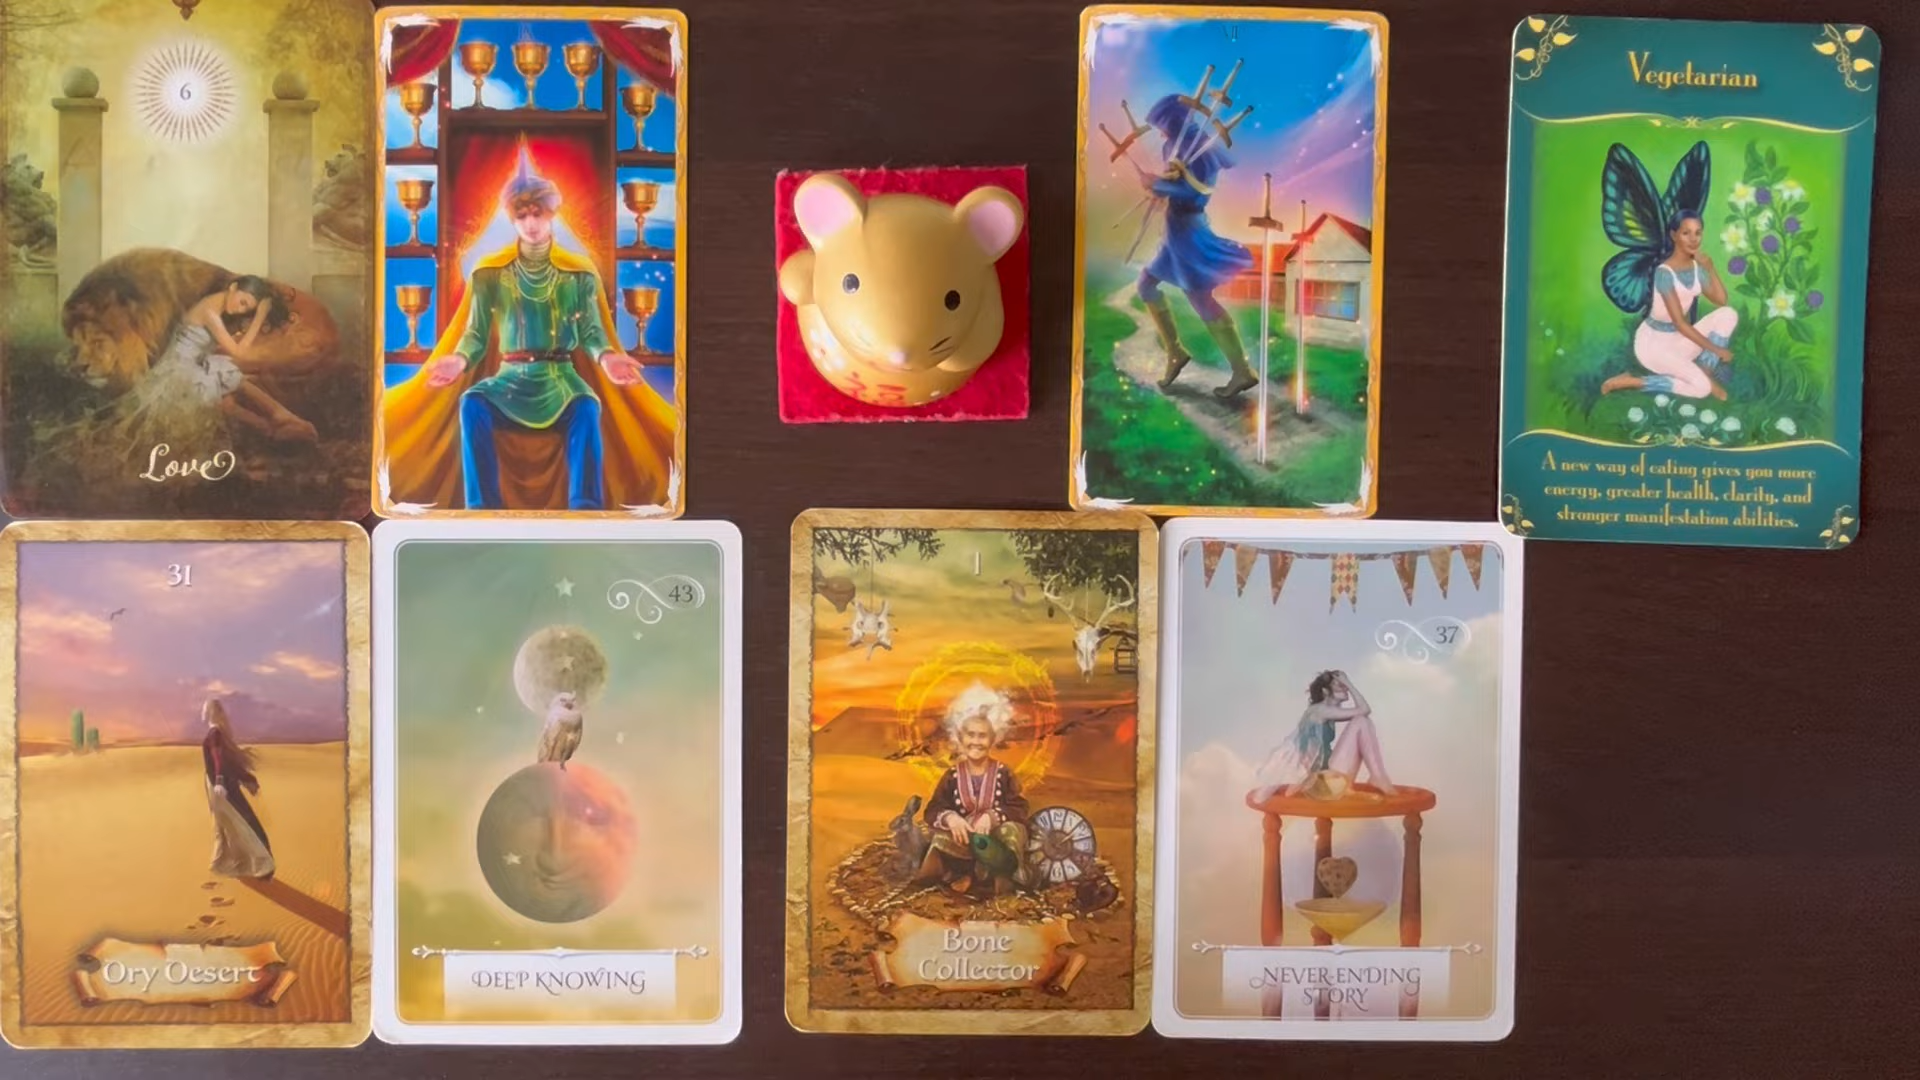 6
Love
Vegetarian
A new way of eating gives you more
energy, greater health, clarity, and
stronger manifestation abilities.
31
Dry Desert
43
DEEP KNOWING
1
Bone
Collector
37
NEVER-ENDING
STORY